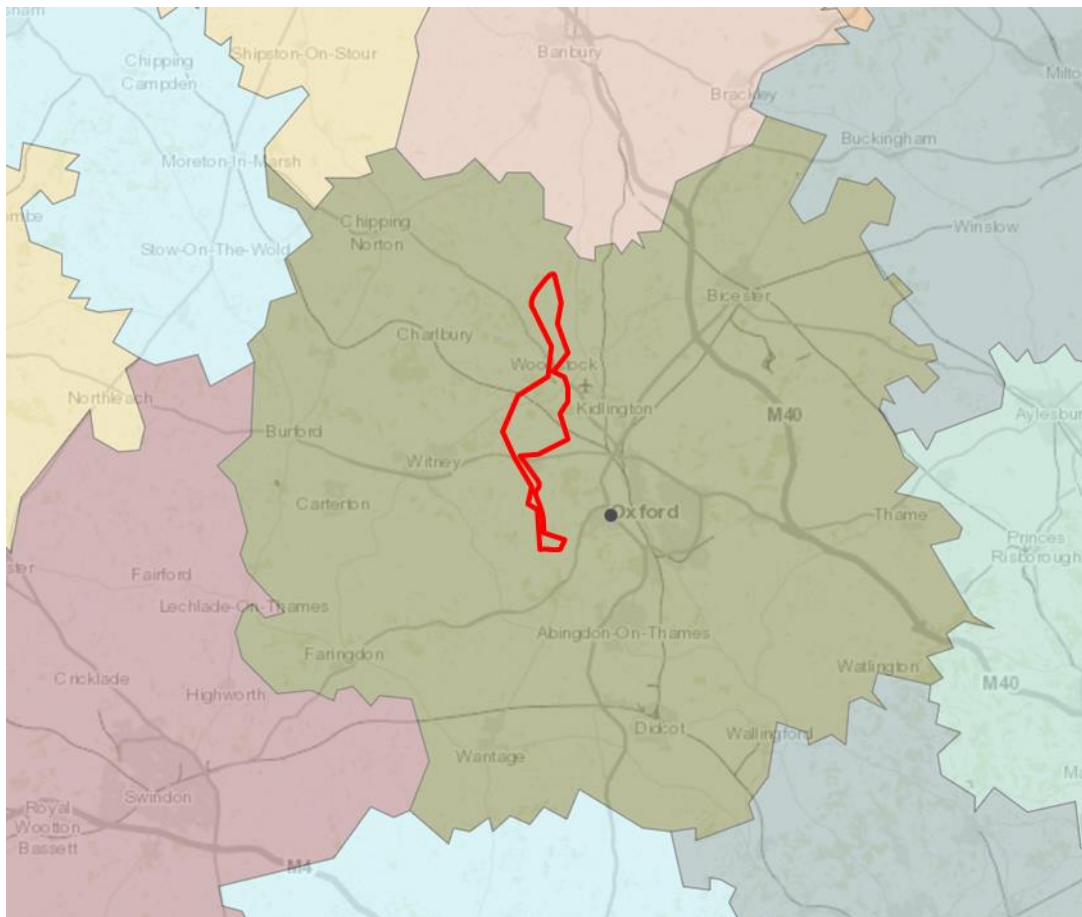 Banbury
Shipston-On-Stour
Chipping
Campden
Brackley
Buckingham
Moreton-In-Marsh
Chipping
Norton
Winslow
Stow-On-The-Wold
Bicester
Charlbury
Northleach
Kidlington
M40
Burford
Witney
Carterton
Oxford
Thame
Princes
Risborough
Fairford
Lechlade-On-Thames
Abingdon-On-Thames
Faringdon
Watlington
Cricklade
Highworth
M40
Didcot
Wallingford
Wantage
Swindon
Royal
Wootton
Bassett
M4